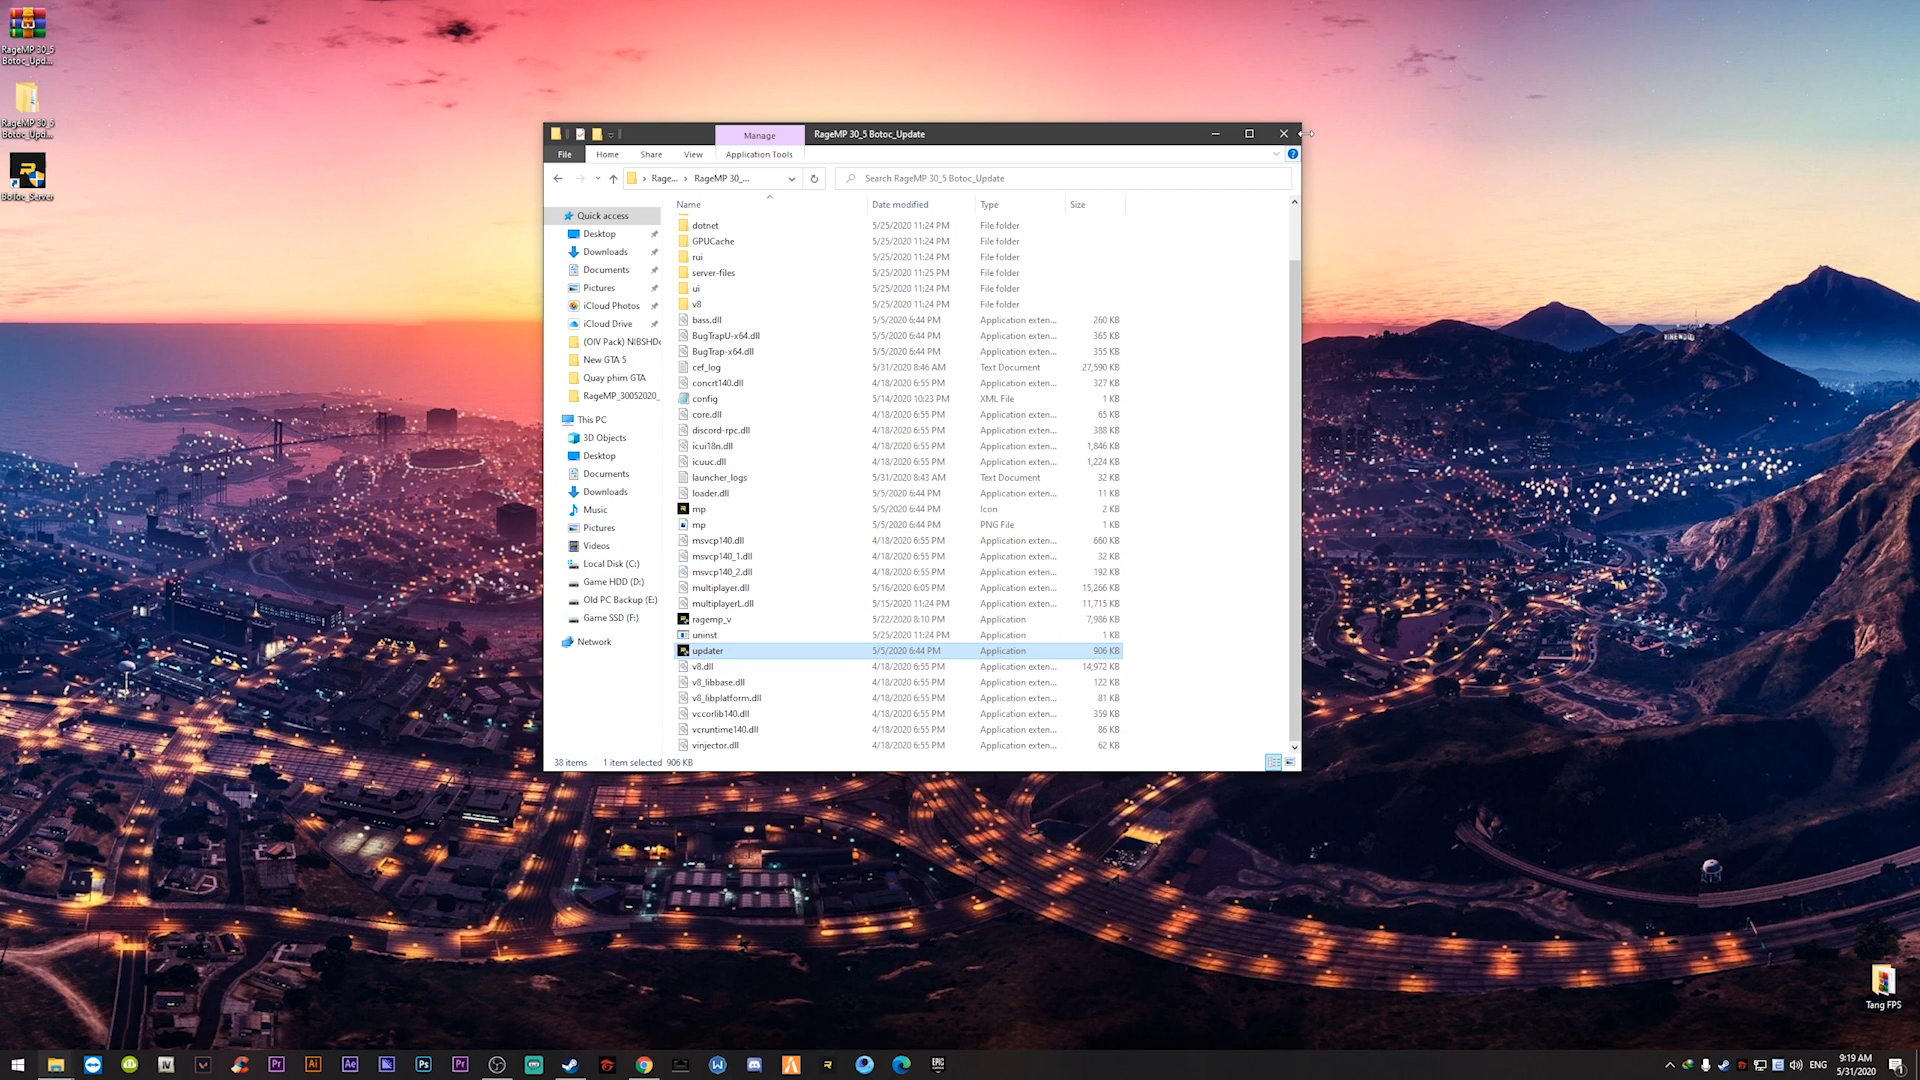 RageMP 30_5
Botoc_Upd...
RageMP 30_5
Botoc_Upd...
BoToc_Server
Manage
RageMP 30_5 Botoc_Update
File
Home
Share
View
Application Tools
Rage...
RageMP 30_...
Search RageMP 30_5 Botoc_Update
Name
Date modified
Type
Size
Quick access
Desktop
Downloads
Documents
Pictures
iCloud Photos
iCloud Drive
(OIV Pack) NIBSHDc
New GTA 5
Quay phim GTA
RageMP_30052020_
This PC
3D Objects
Desktop
Documents
Downloads
Music
Pictures
Videos
Local Disk (C:)
Game HDD (D:)
Old PC Backup (E:)
Game SSD (F:)
Network
dotnet 5/25/2020 11:24 PM File folder
GPUCache 5/25/2020 11:24 PM File folder
rui 5/25/2020 11:24 PM File folder
server-files 5/25/2020 11:25 PM File folder
ui 5/25/2020 11:24 PM File folder
v8 5/25/2020 11:24 PM File folder
bass.dll 5/5/2020 6:44 PM Application exten... 260 KB
BugTrapU-x64.dll 5/5/2020 6:44 PM Application exten... 365 KB
BugTrap-x64.dll 5/5/2020 6:44 PM Application exten... 355 KB
cef_log 5/31/2020 8:46 AM Text Document 27,590 KB
concrt140.dll 4/18/2020 6:55 PM Application exten... 327 KB
config 5/14/2020 10:23 PM XML File 1 KB
core.dll 4/18/2020 6:55 PM Application exten... 65 KB
discord-rpc.dll 4/18/2020 6:55 PM Application exten... 388 KB
icui18n.dll 4/18/2020 6:55 PM Application exten... 1,846 KB
icuuc.dll 4/18/2020 6:55 PM Application exten... 1,224 KB
launcher_logs 5/31/2020 8:43 AM Text Document 32 KB
loader.dll 5/5/2020 6:44 PM Application exten... 11 KB
mp 5/5/2020 6:44 PM Icon 2 KB
mp 5/5/2020 6:44 PM PNG File 1 KB
msvcp140.dll 4/18/2020 6:55 PM Application exten... 660 KB
msvcp140_1.dll 4/18/2020 6:55 PM Application exten... 32 KB
msvcp140_2.dll 4/18/2020 6:55 PM Application exten... 192 KB
multiplayer.dll 5/16/2020 6:05 PM Application exten... 15,266 KB
multiplayerL.dll 5/15/2020 11:24 PM Application exten... 11,715 KB
ragemp_v 5/22/2020 8:10 PM Application 7,986 KB
uninst 5/25/2020 11:24 PM Application 1 KB
updater 5/5/2020 6:44 PM Application 906 KB
v8.dll 4/18/2020 6:55 PM Application exten... 14,972 KB
v8_libbase.dll 4/18/2020 6:55 PM Application exten... 122 KB
v8_libplatform.dll 4/18/2020 6:55 PM Application exten... 81 KB
vccorlib140.dll 4/18/2020 6:55 PM Application exten... 359 KB
vcruntime140.dll 4/18/2020 6:55 PM Application exten... 86 KB
vinjector.dll 4/18/2020 6:55 PM Application exten... 62 KB
38 items 1 item selected 906 KB
VINEWOOD
Tang FPS
IV
Pr
Ai
Ae
Ps
Pr
EPIC
GAMES
ENG
9:19 AM
5/31/2020
1